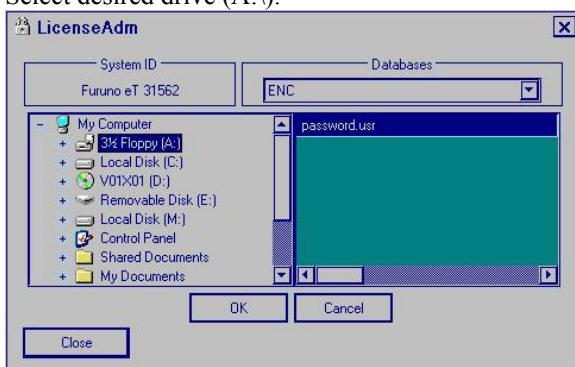 Select desired drive (A:\).
LicenseAdm
System ID
Furuno eT 31562
Databases
ENC
My Computer
3½ Floppy (A:)
Local Disk (C:)
V01X01 (D:)
Removable Disk (E:)
Local Disk (M:)
Control Panel
Shared Documents
My Documents
password.usr
OK
Cancel
Close